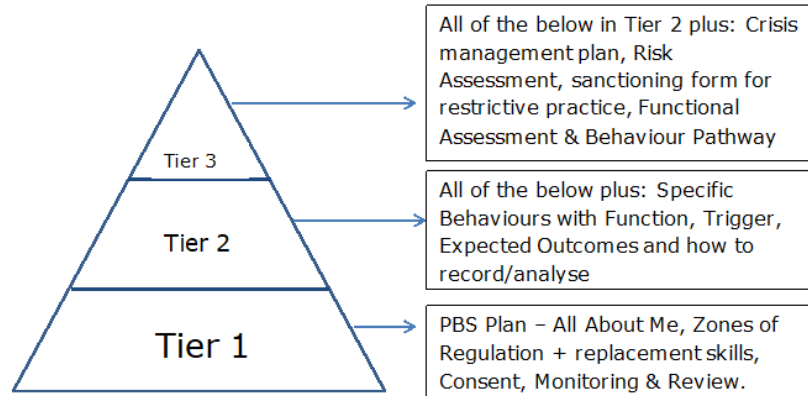 All of the below in Tier 2 plus: Crisis
management plan, Risk
Assessment, sanctioning form for
restrictive practice, Functional
Assessment & Behaviour Pathway
Tier 3
All of the below plus: Specific
Behaviours with Function, Trigger,
Expected Outcomes and how to
record/analyse
Tier 2
PBS Plan – All About Me, Zones of
Regulation + replacement skills,
Consent, Monitoring & Review.
Tier 1